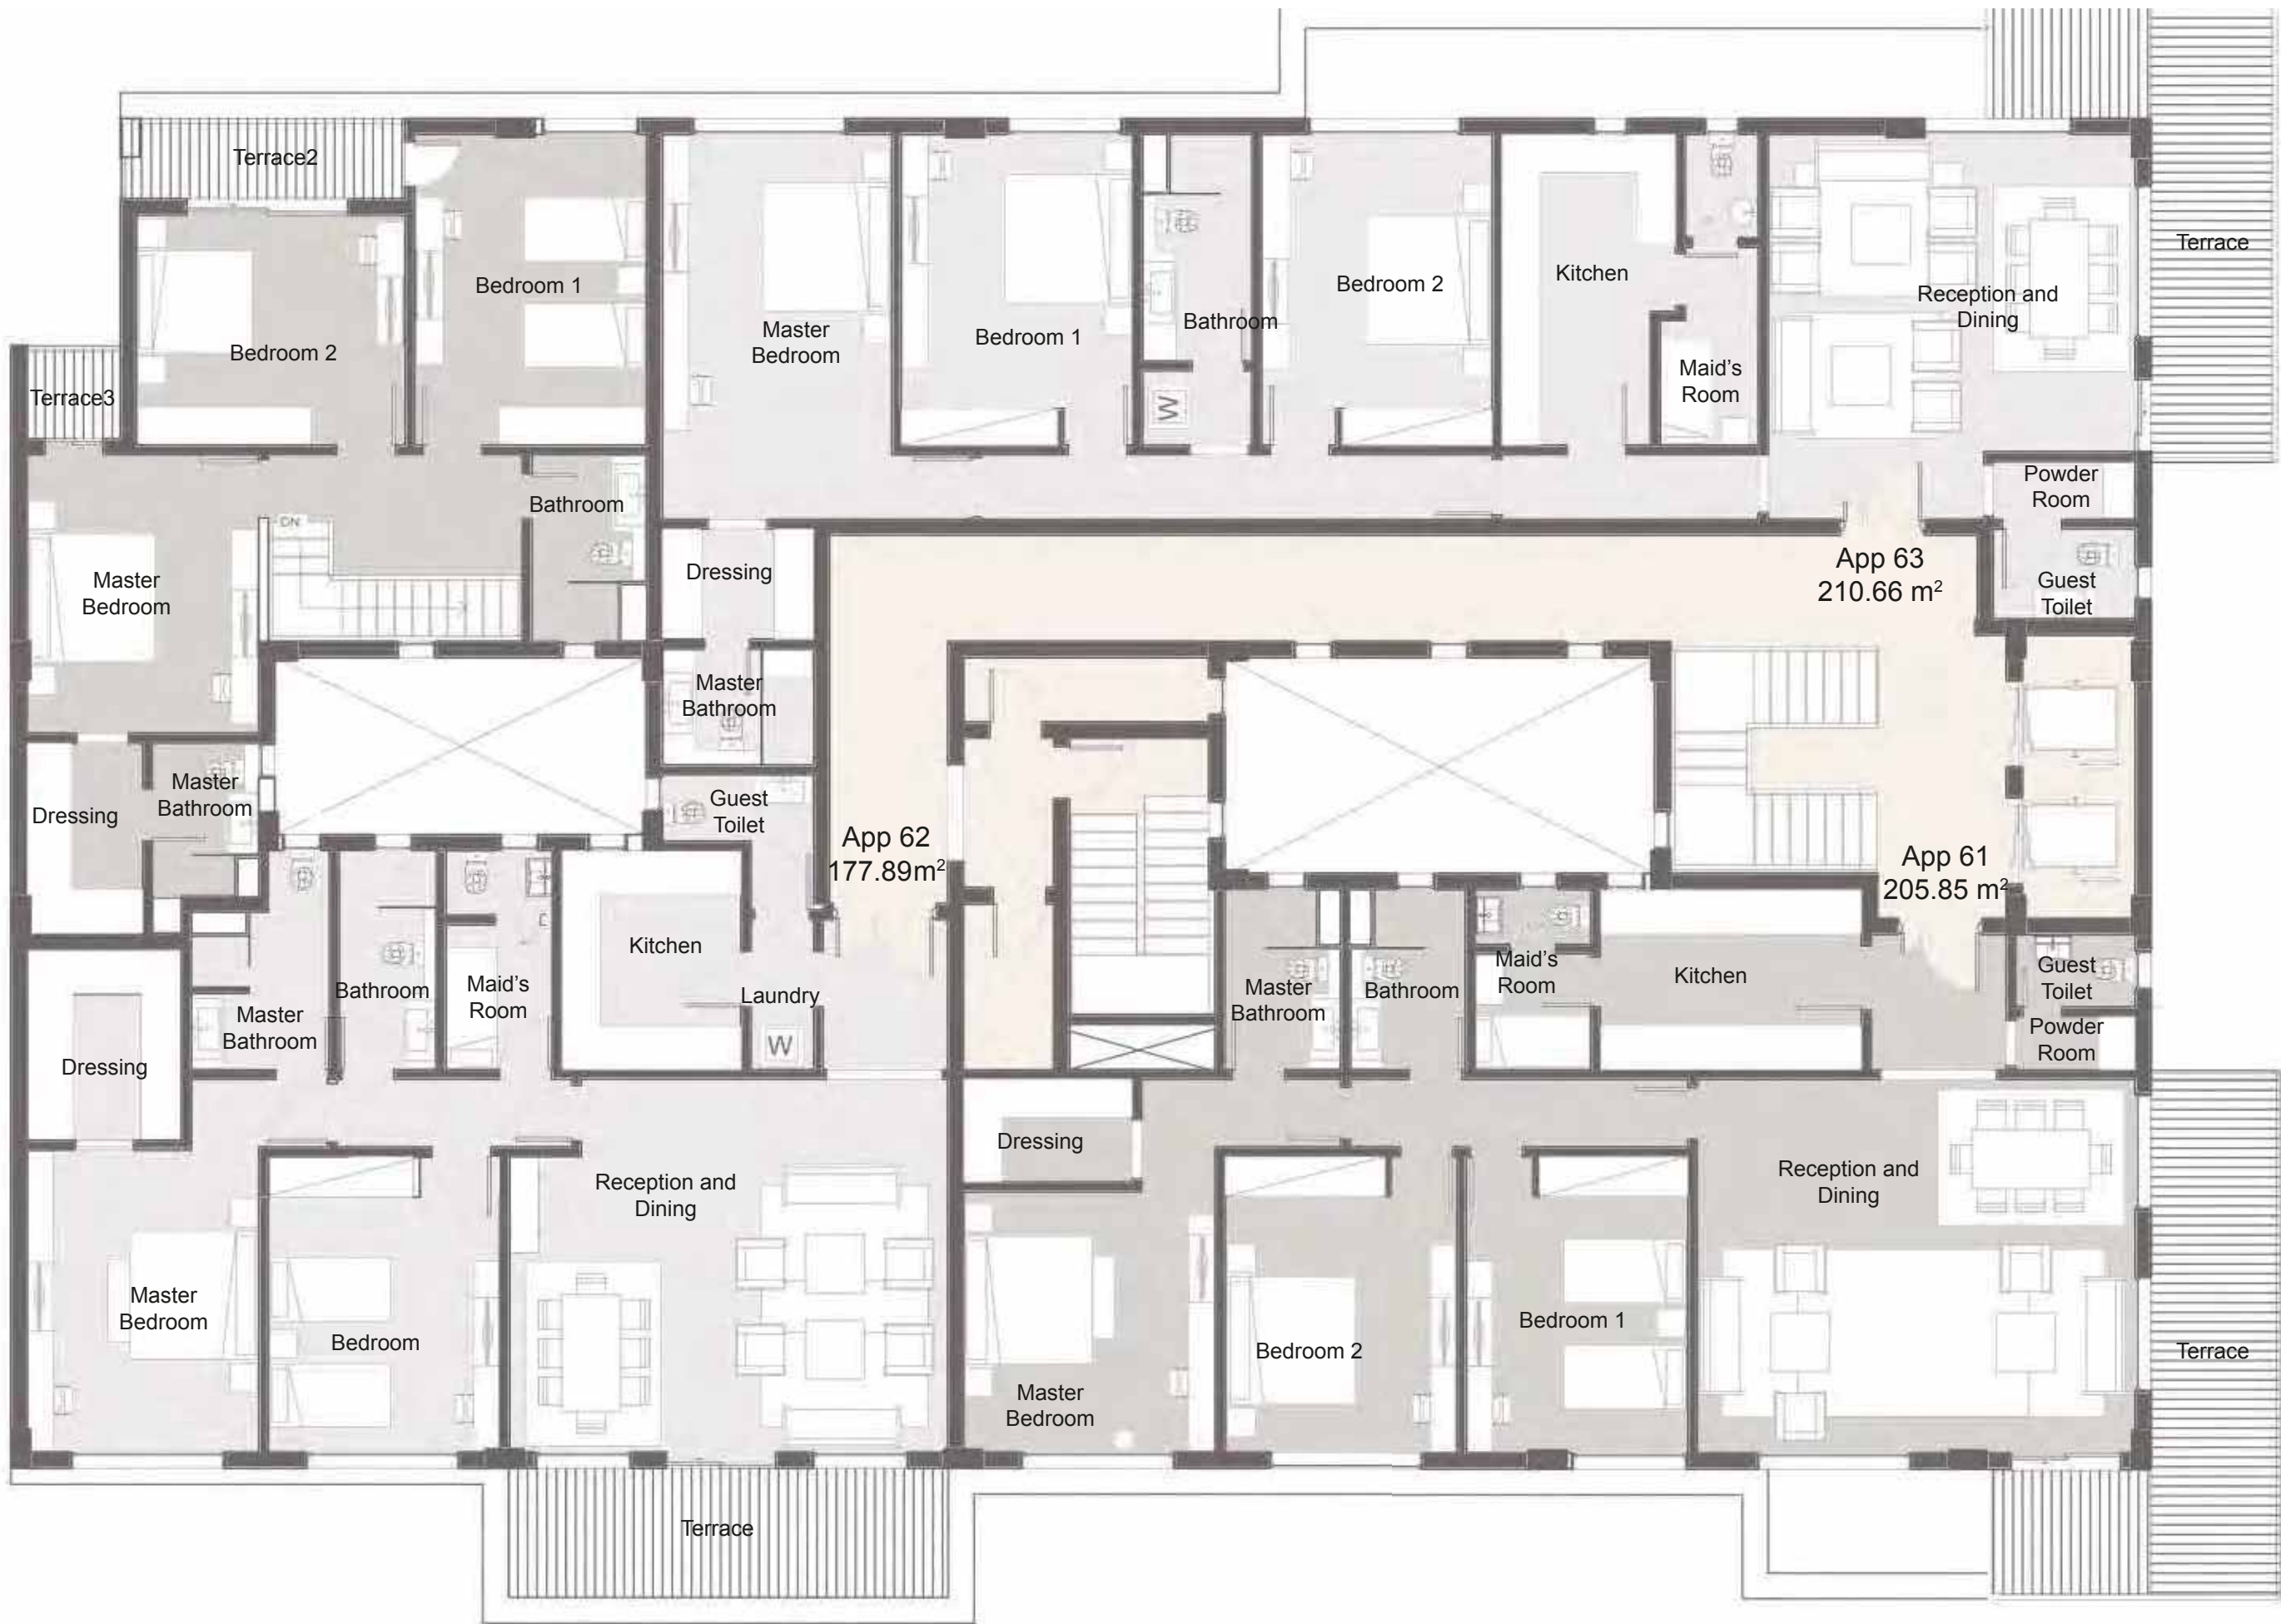 Terrace2
Bedroom 2
Bedroom 1
Terrace3
Master
Bedroom
DN
Bathroom
Dressing
Master
Bathroom
Master
Bedroom
Dressing
Master
Bathroom
Bedroom 1
Bathroom
W
Bedroom 2
Kitchen
Maid's
Room
Reception and
Dining
Terrace
Powder
Room
Guest
Toilet
App 63
210.66 m²
Guest
Toilet
App 62
177.89m²
Kitchen
Laundry
W
Maid's
Room
Bathroom
Master
Bathroom
Dressing
Master
Bedroom
Bedroom
Reception and
Dining
Terrace
App 61
205.85 m²
Guest
Toilet
Powder
Room
Kitchen
Maid's
Room
Bathroom
Master
Bathroom
Dressing
Master
Bedroom
Bedroom 2
Bedroom 1
Reception and
Dining
Terrace